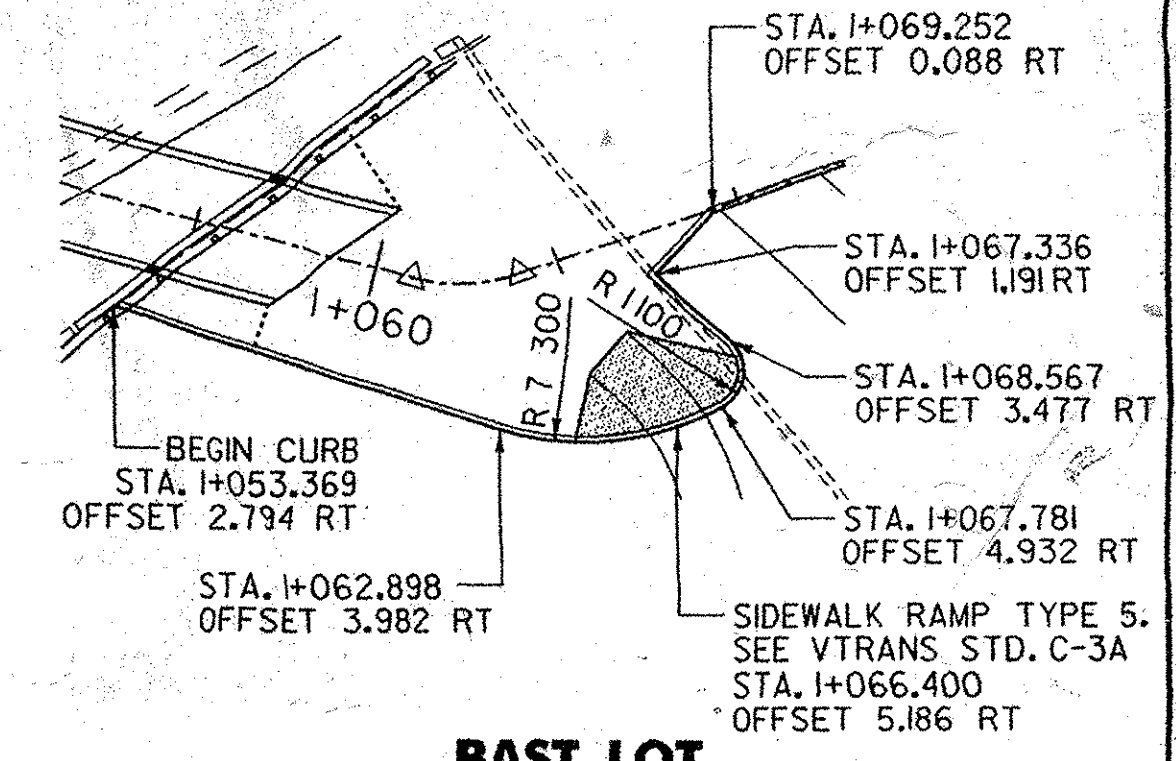 STA. 1+069.252
OFFSET 0.088 RT
STA. 1+067.336
OFFSET 1.191 RT
1+060
R 7 300
R 1100
STA. 1+068.567
OFFSET 3.477 RT
BEGIN CURB
STA. 1+053.369
OFFSET 2.794 RT
STA. 1+067.781
OFFSET 4.932 RT
STA. 1+062.898
OFFSET 3.982 RT
SIDEWALK RAMP TYPE 5.
SEE VTRANS STD. C-3A
STA. 1+066.400
OFFSET 5.186 RT
BAST LOT